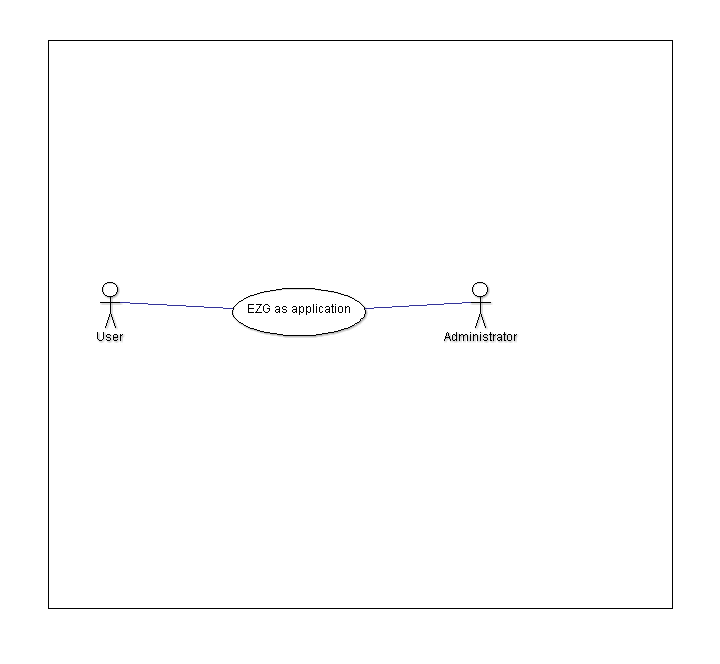 EZG as application
User
Administrator